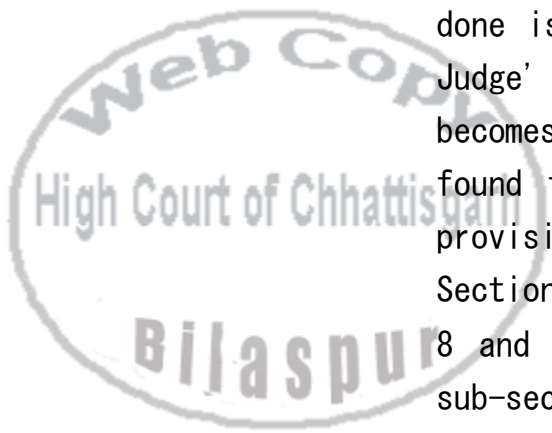 Web Copy
High Court of Chhattisgarh
Bilaspur
done is
Judge'
becomes
found
provisi
Section
8 and
sub-sec